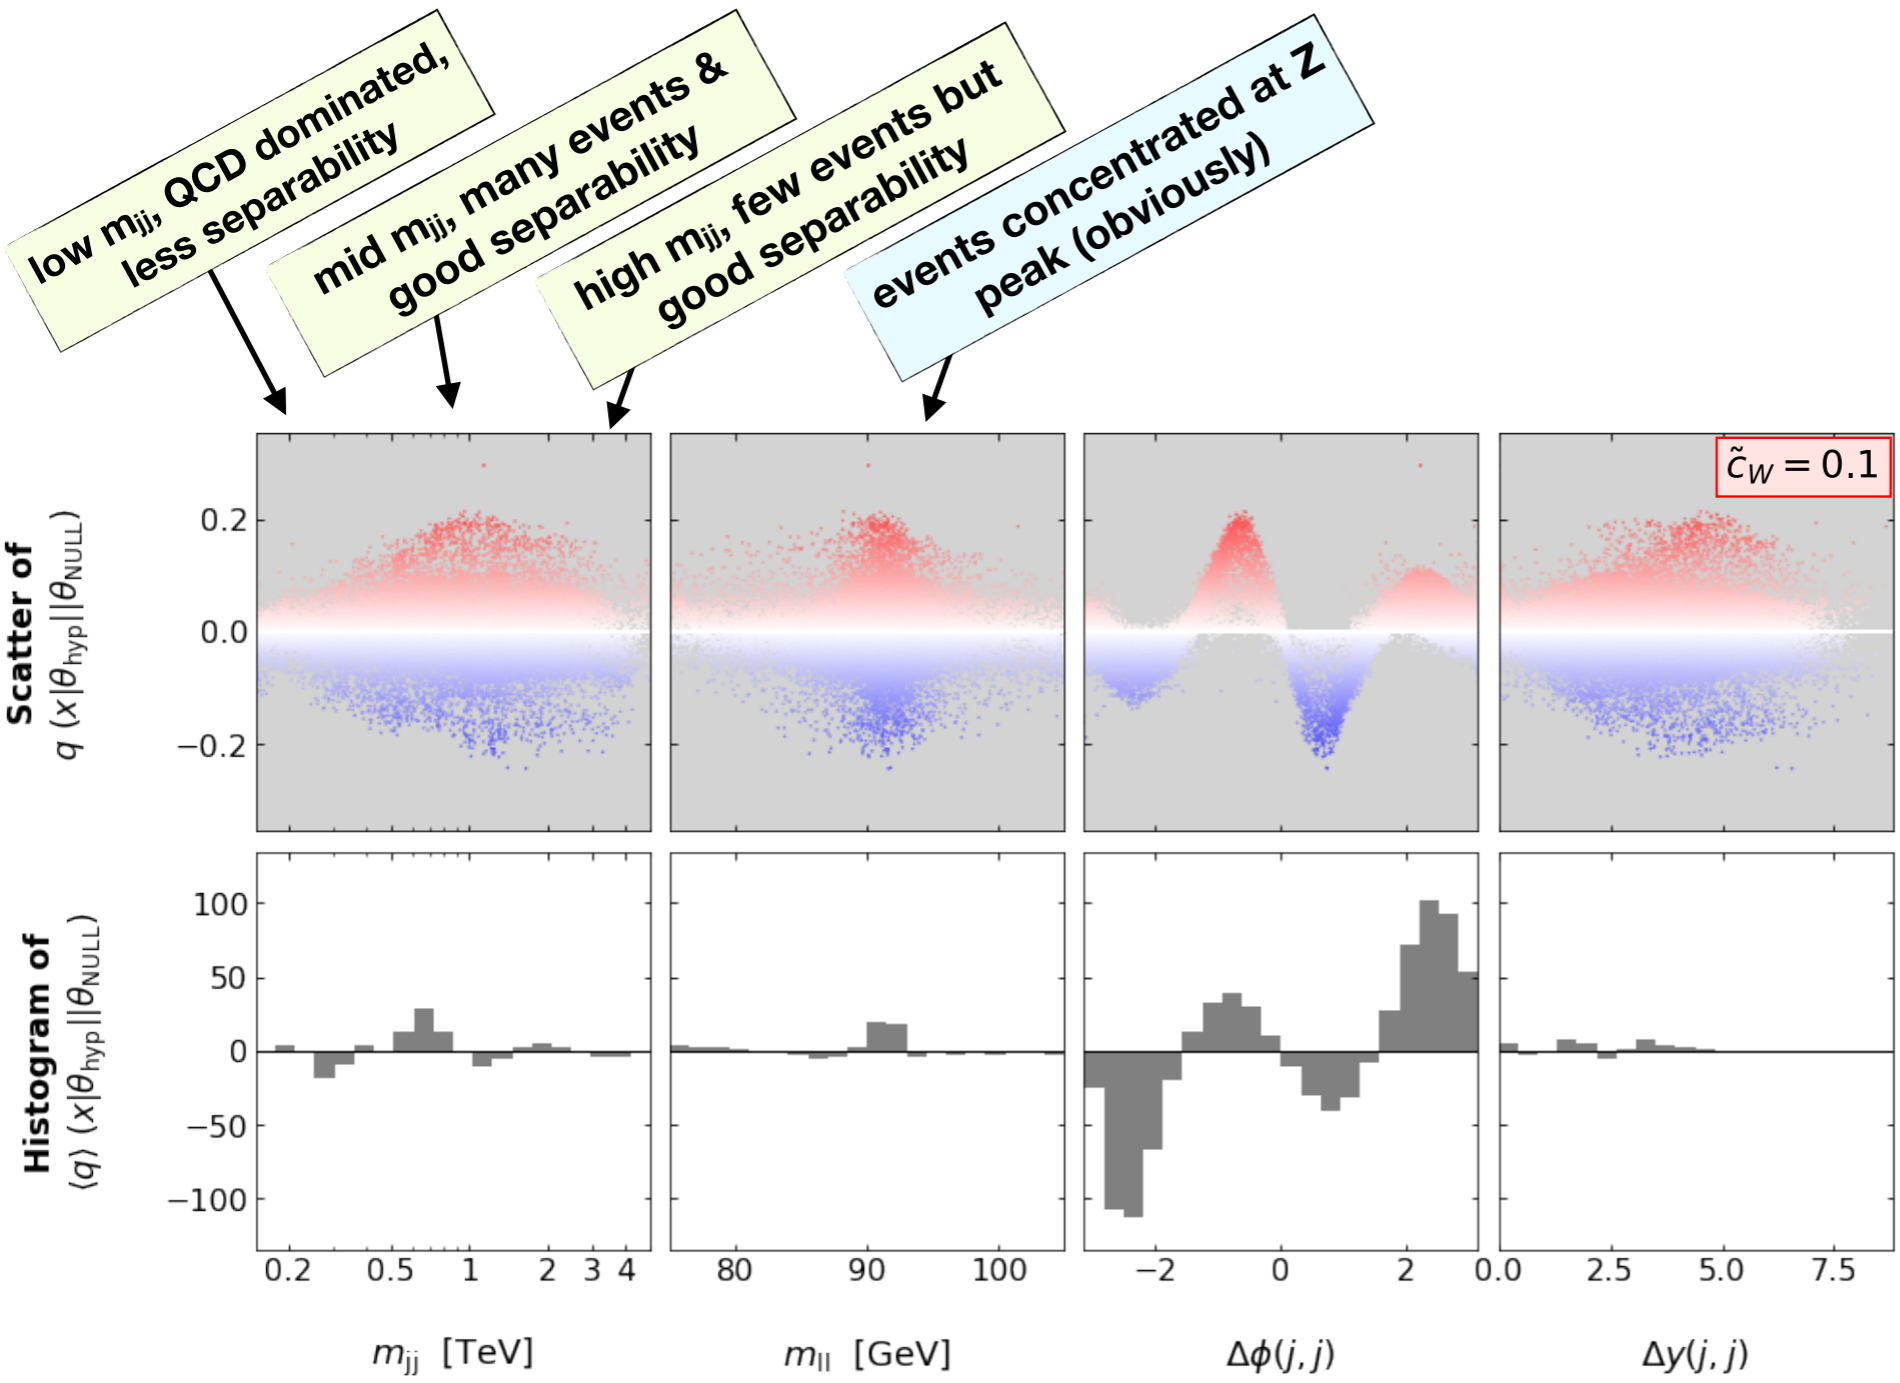 low mjj, QCD dominated,
less separability
mid mjj, many events &
good separability
high mjj, few events but
good separability
events concentrated at Z
peak (obviously)
Scatter of
q (x|θhyp||θNULL)
0.2
0.0
−0.2
c̃W = 0.1
Histogram of
⟨q⟩ (x|θhyp||θNULL)
100
50
0
−50
−100
0.2 0.5 1 2 3 4
80 90 100
−2 0 2
0.0 2.5 5.0 7.5
mjj [TeV]
mll [GeV]
Δϕ(j, j)
Δy(j, j)